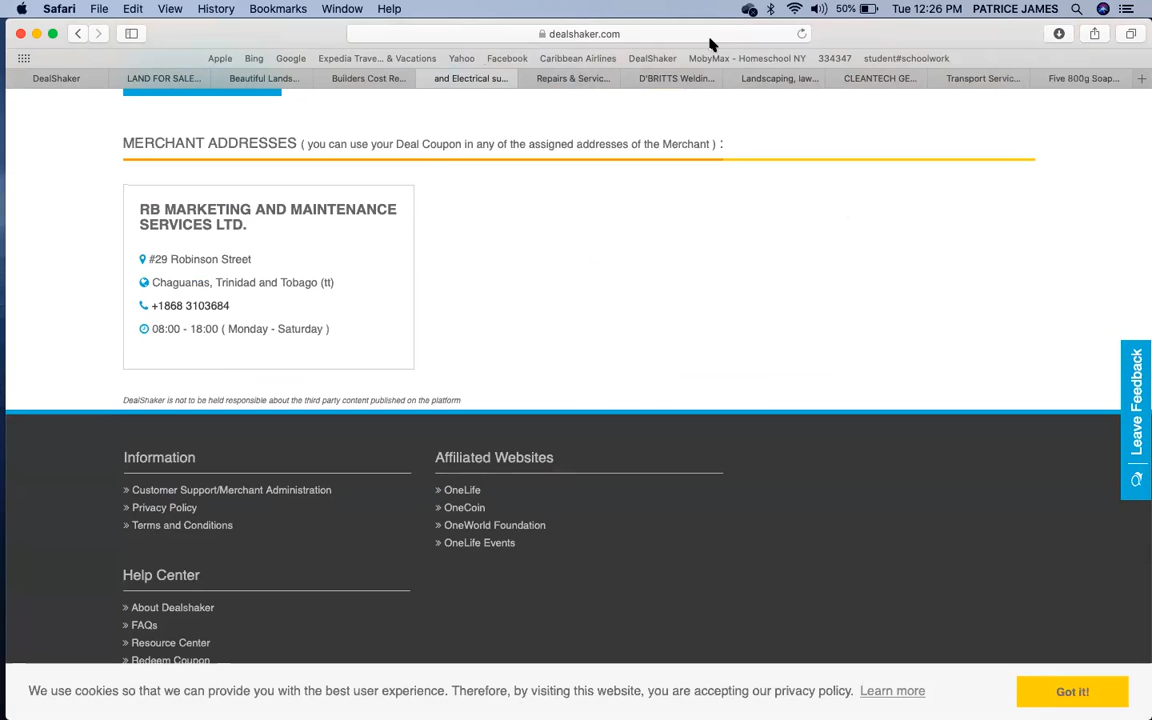 Safari File Edit View History Bookmarks Window Help 50% Tue 12:26 PM PATRICE JAMES
dealshaker.com
Apple Bing Google Expedia Trave... & Vacations Yahoo Facebook Caribbean Airlines DealShaker MobyMax - Homeschool NY 334347 student#schoolwork
DealShaker LAND FOR SALE... Beautiful Lands... Builders Cost Re... and Electrical su... Repairs & Servic... D'BRITTS Weldin... Landscaping, law... CLEANTECH GE... Transport Servic... Five 800g Soap...
MERCHANT ADDRESSES ( you can use your Deal Coupon in any of the assigned addresses of the Merchant ) :
RB MARKETING AND MAINTENANCE
SERVICES LTD.
#29 Robinson Street
Chaguanas, Trinidad and Tobago (tt)
+1868 3103684
08:00 - 18:00 ( Monday - Saturday )
Leave Feedback
DealShaker is not to be held responsible about the third party content published on the platform
Information
» Customer Support/Merchant Administration
» Privacy Policy
» Terms and Conditions
Affiliated Websites
» OneLife
» OneCoin
» OneWorld Foundation
» OneLife Events
Help Center
» About Dealshaker
» FAQs
» Resource Center
» Redeem Coupon
We use cookies so that we can provide you with the best user experience. Therefore, by visiting this website, you are accepting our privacy policy. Learn more
Got it!